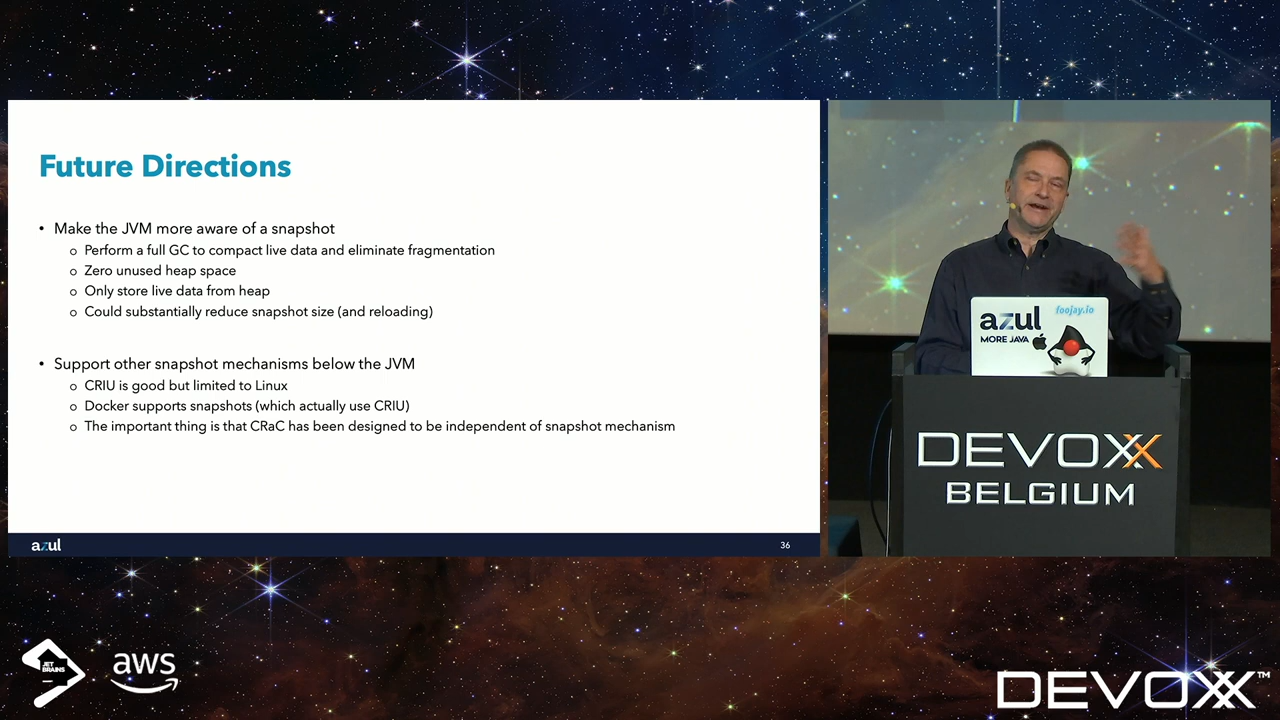 Future Directions
• Make the JVM more aware of a snapshot
o Perform a full GC to compact live data and eliminate fragmentation
o Zero unused heap space
o Only store live data from heap
o Could substantially reduce snapshot size (and reloading)
• Support other snapshot mechanisms below the JVM
o CRIU is good but limited to Linux
o Docker supports snapshots (which actually use CRIU)
o The important thing is that CRaC has been designed to be independent of snapshot mechanism
azul
36
azul
foojay.io
MORE JAVA
DEVOXX
BELGIUM
JET
BRAINS
aws
DEVOXX™